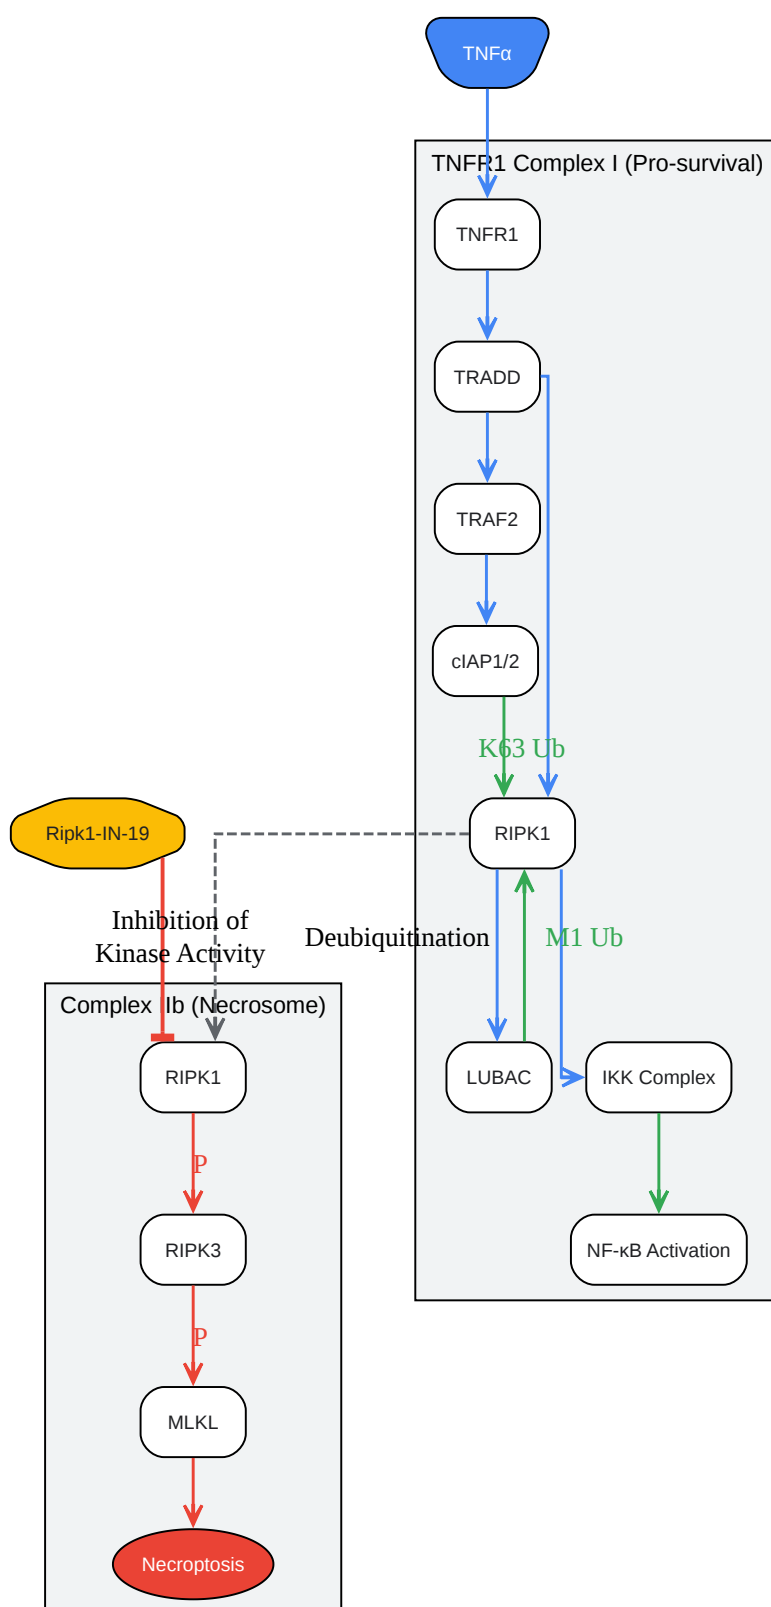 TNFα
TNFR1 Complex I (Pro-survival)
TNFR1
TRADD
TRAF2
cIAP1/2
K63 Ub
Ripk1-IN-19
RIPK1
Inhibition of
Kinase Activity
Deubiquitination
M1 Ub
Complex IIb (Necrosome)
RIPK1
LUBAC
IKK Complex
P
RIPK3
NF-κB Activation
P
MLKL
Necroptosis